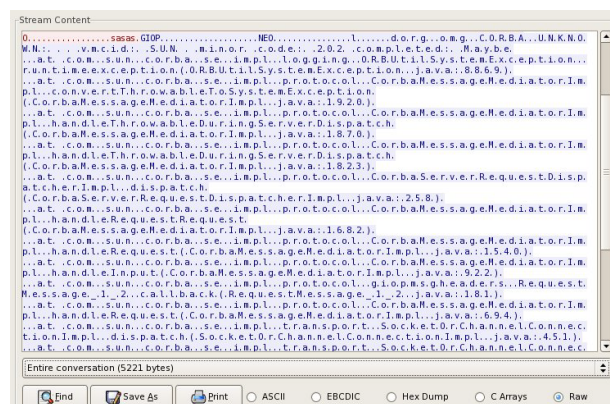 Stream Content
O...............sasas.GIOP................NEO...................l......d.o.r.g...o.m.g...C.O.R.B.A...U.N.K.N.O.
W.N.:. . . .v.m.c.i.d.:. .S.U.N. . .m.i.n.o.r. .c.o.d.e.:. .2.0.2. .c.o.m.p.l.e.t.e.d.:. .M.a.y.b.e.
...a.t. .c.o.m...s.u.n...c.o.r.b.a...s.e...i.m.p.l...l.o.g.g.i.n.g...O.R.B.U.t.i.l.S.y.s.t.e.m.E.x.c.e.p.t.i.o.n...
r.u.n.t.i.m.e.e.x.c.e.p.t.i.o.n.(.O.R.B.U.t.i.l.S.y.s.t.e.m.E.x.c.e.p.t.i.o.n...j.a.v.a.:.8.8.6.9.).
...a.t. .c.o.m...s.u.n...c.o.r.b.a...s.e...i.m.p.l...p.r.o.t.o.c.o.l...C.o.r.b.a.M.e.s.s.a.g.e.M.e.d.i.a.t.o.r.I.m.
p.l...c.o.n.v.e.r.t.T.h.r.o.w.a.b.l.e.T.o.S.y.s.t.e.m.E.x.c.e.p.t.i.o.n.
(.C.o.r.b.a.M.e.s.s.a.g.e.M.e.d.i.a.t.o.r.I.m.p.l...j.a.v.a.:.1.9.2.0.).
...a.t. .c.o.m...s.u.n...c.o.r.b.a...s.e...i.m.p.l...p.r.o.t.o.c.o.l...C.o.r.b.a.M.e.s.s.a.g.e.M.e.d.i.a.t.o.r.I.m.
p.l...h.a.n.d.l.e.T.h.r.o.w.a.b.l.e.D.u.r.i.n.g.S.e.r.v.e.r.D.i.s.p.a.t.c.h.
(.C.o.r.b.a.M.e.s.s.a.g.e.M.e.d.i.a.t.o.r.I.m.p.l...j.a.v.a.:.1.8.7.0.).
...a.t. .c.o.m...s.u.n...c.o.r.b.a...s.e...i.m.p.l...p.r.o.t.o.c.o.l...C.o.r.b.a.M.e.s.s.a.g.e.M.e.d.i.a.t.o.r.I.m.
p.l...h.a.n.d.l.e.T.h.r.o.w.a.b.l.e.D.u.r.i.n.g.S.e.r.v.e.r.D.i.s.p.a.t.c.h.
(.C.o.r.b.a.M.e.s.s.a.g.e.M.e.d.i.a.t.o.r.I.m.p.l...j.a.v.a.:.1.8.2.3.).
...a.t. .c.o.m...s.u.n...c.o.r.b.a...s.e...i.m.p.l...p.r.o.t.o.c.o.l...C.o.r.b.a.S.e.r.v.e.r.R.e.q.u.e.s.t.D.i.s.p.
a.t.c.h.e.r.I.m.p.l...d.i.s.p.a.t.c.h.
(.C.o.r.b.a.S.e.r.v.e.r.R.e.q.u.e.s.t.D.i.s.p.a.t.c.h.e.r.I.m.p.l...j.a.v.a.:.2.5.8.).
...a.t. .c.o.m...s.u.n...c.o.r.b.a...s.e...i.m.p.l...p.r.o.t.o.c.o.l...C.o.r.b.a.M.e.s.s.a.g.e.M.e.d.i.a.t.o.r.I.m.
p.l...h.a.n.d.l.e.R.e.q.u.e.s.t.R.e.q.u.e.s.t.
(.C.o.r.b.a.M.e.s.s.a.g.e.M.e.d.i.a.t.o.r.I.m.p.l...j.a.v.a.:.1.6.8.2.).
...a.t. .c.o.m...s.u.n...c.o.r.b.a...s.e...i.m.p.l...p.r.o.t.o.c.o.l...C.o.r.b.a.M.e.s.s.a.g.e.M.e.d.i.a.t.o.r.I.m.
p.l...h.a.n.d.l.e.R.e.q.u.e.s.t.(.C.o.r.b.a.M.e.s.s.a.g.e.M.e.d.i.a.t.o.r.I.m.p.l...j.a.v.a.:.1.5.4.0.).
...a.t. .c.o.m...s.u.n...c.o.r.b.a...s.e...i.m.p.l...p.r.o.t.o.c.o.l...C.o.r.b.a.M.e.s.s.a.g.e.M.e.d.i.a.t.o.r.I.m.
p.l...h.a.n.d.l.e.I.n.p.u.t.(.C.o.r.b.a.M.e.s.s.a.g.e.M.e.d.i.a.t.o.r.I.m.p.l...j.a.v.a.:.9.2.2.).
...a.t. .c.o.m...s.u.n...c.o.r.b.a...s.e...i.m.p.l...p.r.o.t.o.c.o.l...g.i.o.p.m.s.g.h.e.a.d.e.r.s...R.e.q.u.e.s.t.
M.e.s.s.a.g.e._.1._.2...c.a.l.l.b.a.c.k.(.R.e.q.u.e.s.t.M.e.s.s.a.g.e._.1._.2...j.a.v.a.:.1.8.1.).
...a.t. .c.o.m...s.u.n...c.o.r.b.a...s.e...i.m.p.l...p.r.o.t.o.c.o.l...C.o.r.b.a.M.e.s.s.a.g.e.M.e.d.i.a.t.o.r.I.m.
p.l...h.a.n.d.l.e.R.e.q.u.e.s.t.(.C.o.r.b.a.M.e.s.s.a.g.e.M.e.d.i.a.t.o.r.I.m.p.l...j.a.v.a.:.6.9.4.).
...a.t. .c.o.m...s.u.n...c.o.r.b.a...s.e...i.m.p.l...t.r.a.n.s.p.o.r.t...S.o.c.k.e.t.O.r.C.h.a.n.n.e.l.C.o.n.n.e.c.
t.i.o.n.I.m.p.l...d.i.s.p.a.t.c.h.(.S.o.c.k.e.t.O.r.C.h.a.n.n.e.l.C.o.n.n.e.c.t.i.o.n.I.m.p.l...j.a.v.a.:.4.5.1.).
...a.t. .c.o.m...s.u.n...c.o.r.b.a...s.e...i.m.p.l...t.r.a.n.s.p.o.r.t...S.o.c.k.e.t.O.r.C.h.a.n.n.e.l.C.o.n.n.e.c.
Entire conversation (5221 bytes)
Find Save As Print ASCII EBCDIC Hex Dump C Arrays Raw